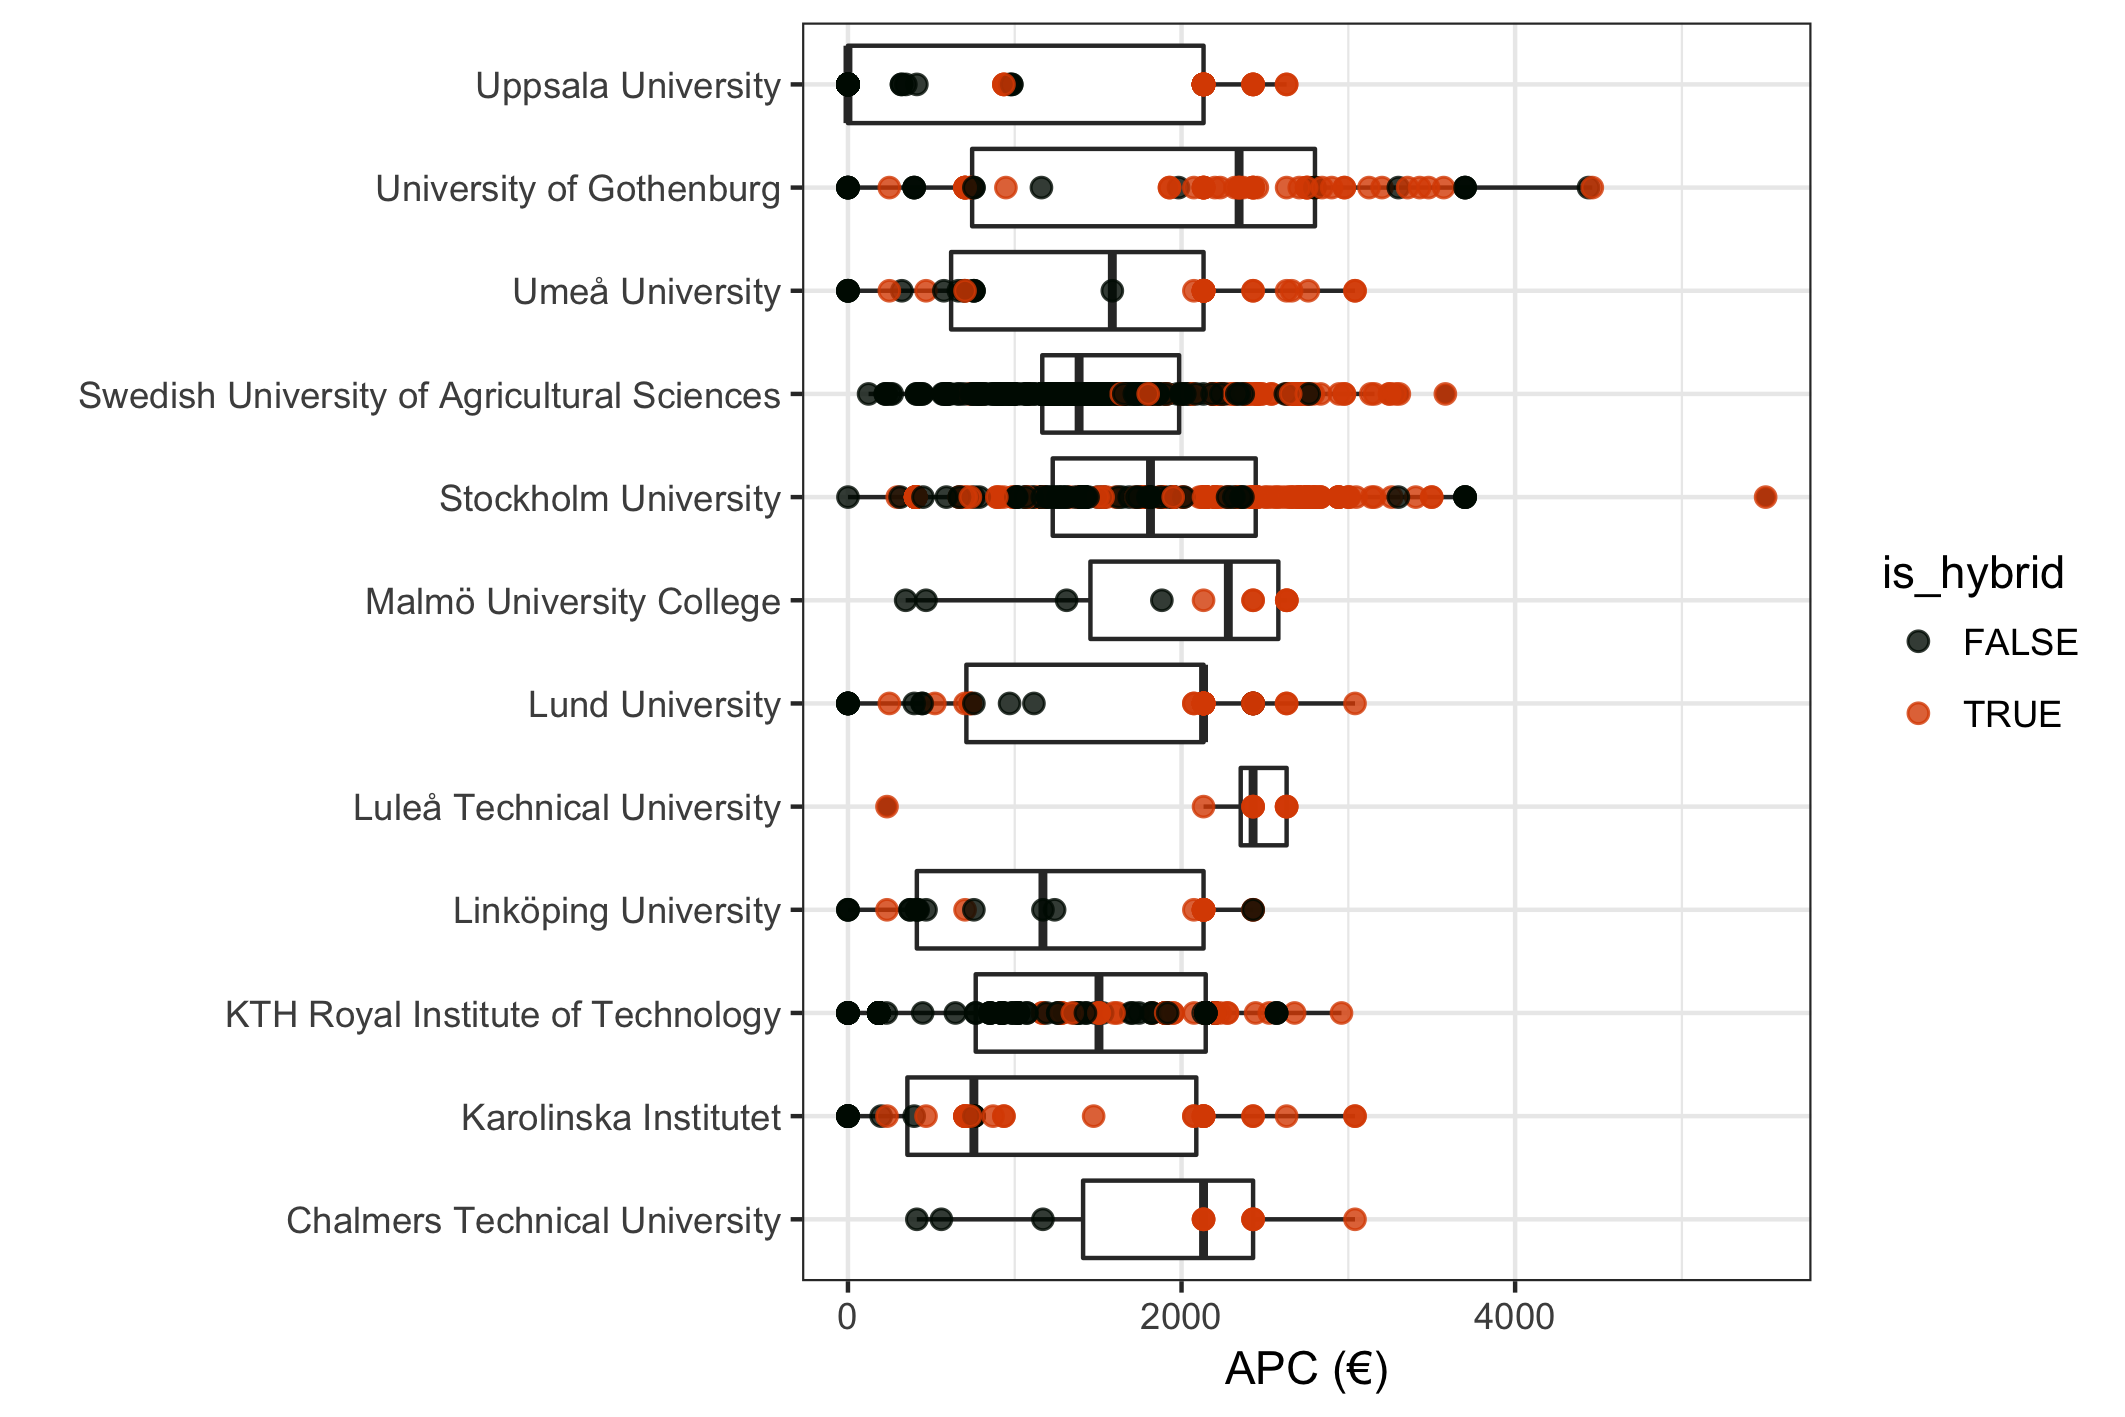 Uppsala University
University of Gothenburg
Umeå University
Swedish University of Agricultural Sciences
Stockholm University
Malmö University College
Lund University
Luleå Technical University
Linköping University
KTH Royal Institute of Technology
Karolinska Institutet
Chalmers Technical University
0 2000 4000
APC (€)
is_hybrid
FALSE
TRUE